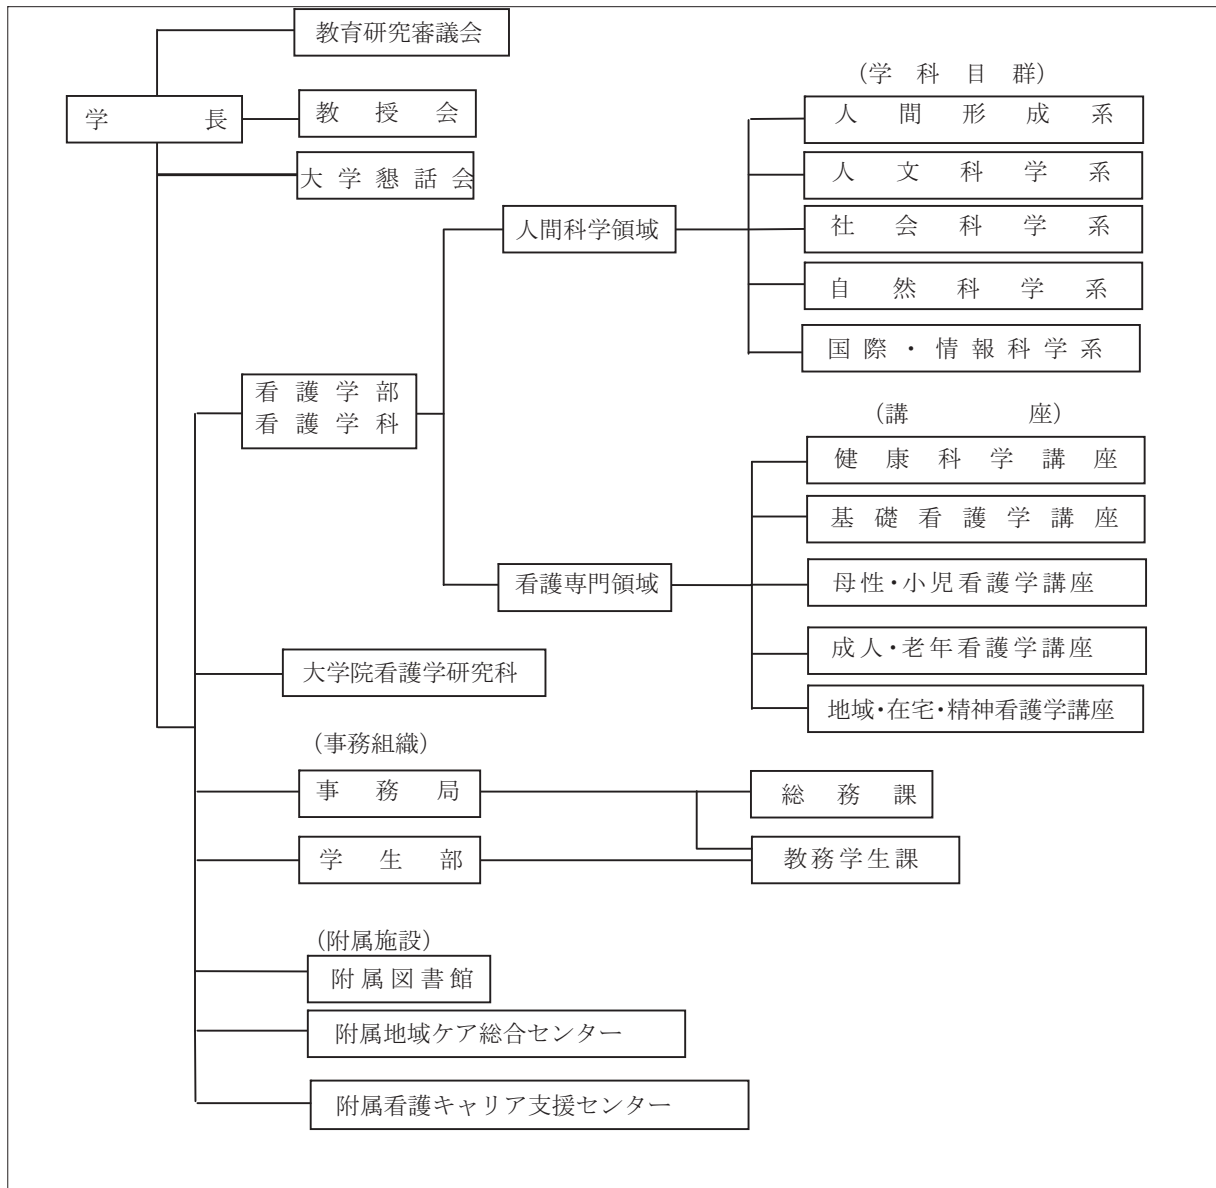 教育研究審議会
学長
教授会
大学懇話会
(学科目群)
人間形成系
人文科学系
人間科学領域
社会科学系
自然科学系
国際・情報科学系
看護学部
看護学科
(講座)
健康科学講座
基礎看護学講座
看護専門領域
母性・小児看護学講座
成人・老年看護学講座
地域・在宅・精神看護学講座
大学院看護学研究科
(事務組織)
事務局
総務課
学生部
教務学生課
(附属施設)
附属図書館
附属地域ケア総合センター
附属看護キャリア支援センター